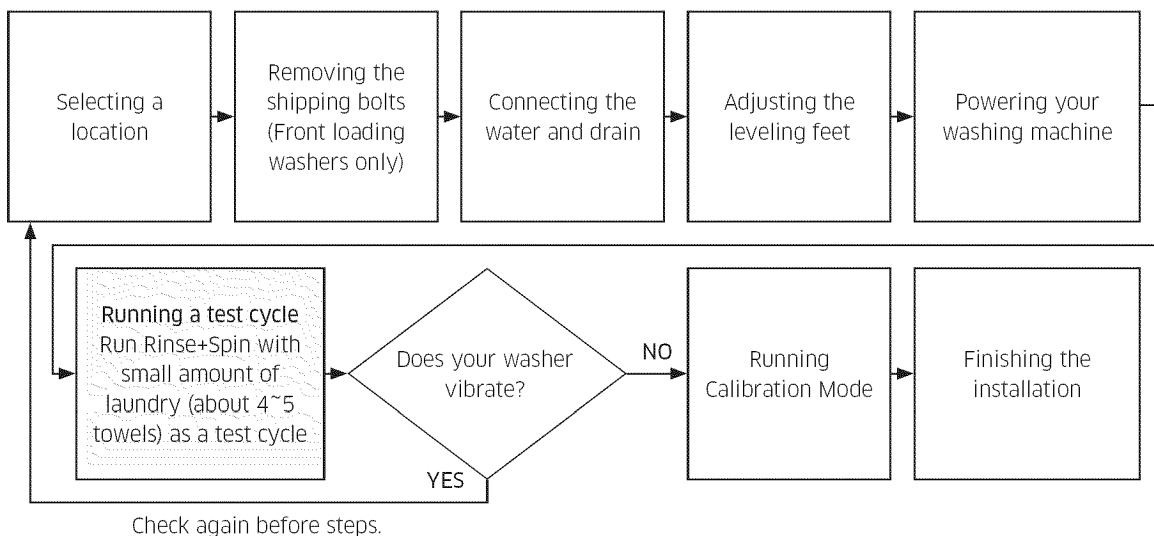 Selecting a
location
Removing the
shipping bolts
(Front loading
washers only)
Connecting the
water and drain
Adjusting the
leveling feet
Powering your
washing machine
Running a test cycle
Run Rinse+Spin with
small amount of
laundry (about 4~5
towels) as a test cycle
Does your washer
vibrate?
NO
YES
Running
Calibration Mode
Finishing the
installation
Check again before steps.